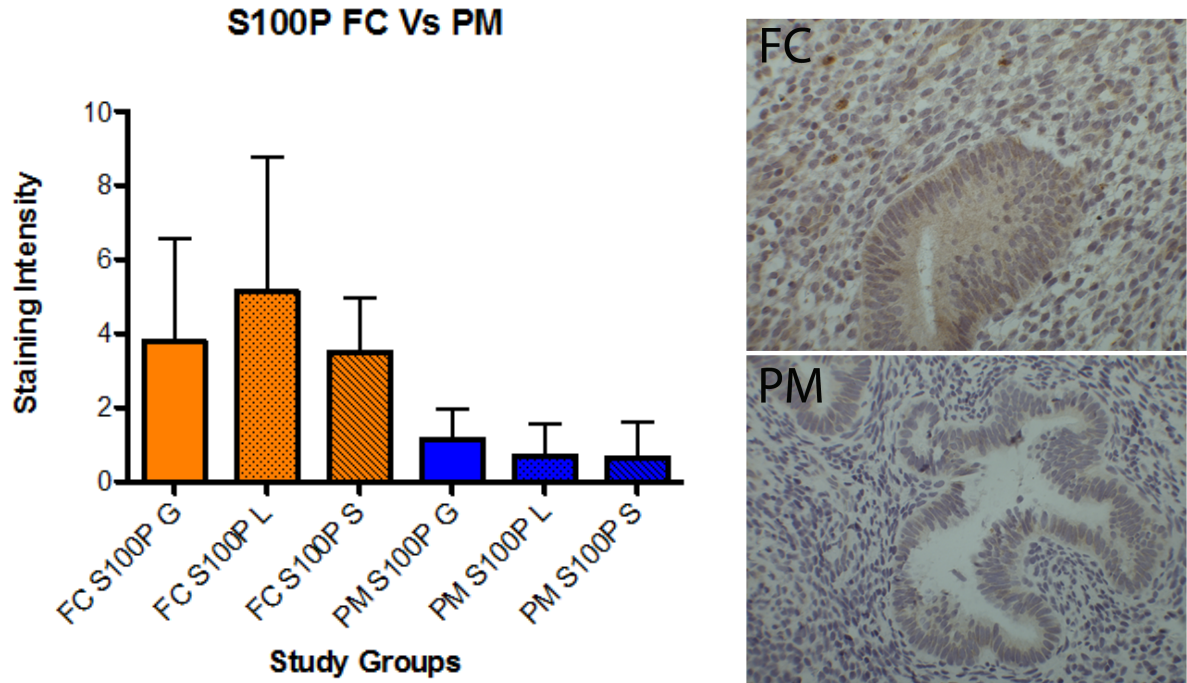 S100P FC Vs PM
Staining Intensity
10
8
6
4
2
0
FC S100P G
FC S100P L
FC S100P S
PM S100P G
PM S100P L
PM S100P S
Study Groups
FC
PM